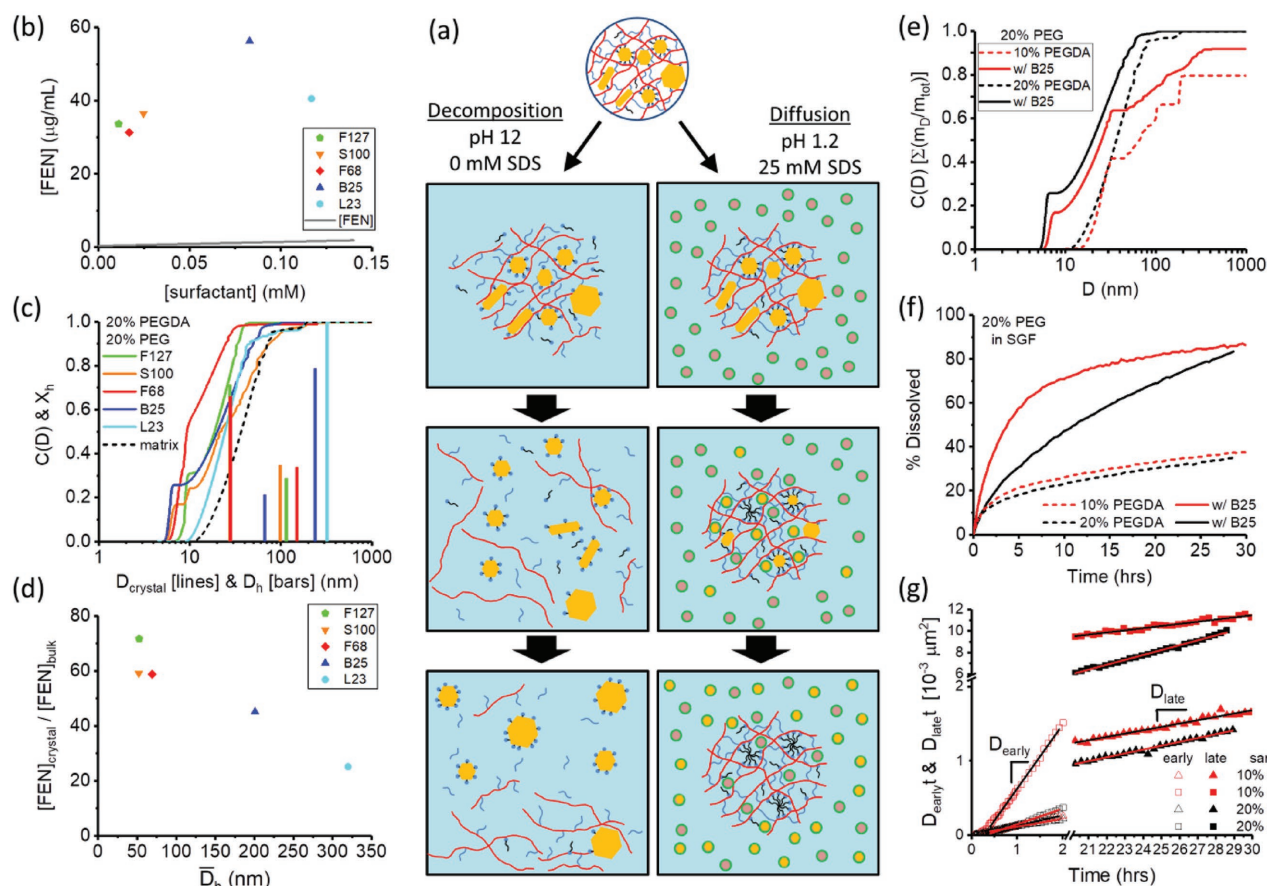 (b)
60
40
20
0
[FEN] (µg/mL)
F127
S100
F68
B25
L23
[FEN]
0.00 0.05 0.10 0.15
[surfactant] (mM)
(c)
1.0
0.8
0.6
0.4
0.2
0.0
C(D) & X_h
20% PEGDA
20% PEG
F127
S100
F68
B25
L23
matrix
1 10 100 1000
D_crystal [lines] & D_h [bars] (nm)
(d)
80
60
40
20
0
[FEN]_crystal / [FEN]_bulk
F127
S100
F68
B25
L23
0 50 100 150 200 250 300 350
D̅_h (nm)
(a)
Decomposition
pH 12
0 mM SDS
Diffusion
pH 1.2
25 mM SDS
(e)
1.0
0.8
0.6
0.4
0.2
0.0
C(D) [Σ(m_D/m_tot)]
20% PEG
10% PEGDA
w/ B25
20% PEGDA
w/ B25
1 10 100 1000
D (nm)
(f)
100
80
60
40
20
0
% Dissolved
20% PEG
in SGF
10% PEGDA w/ B25
20% PEGDA w/ B25
0 5 10 15 20 25 30
Time (hrs)
(g)
12
10
8
6
2
1
0
D_early t & D_late t [10⁻³ µm²]
D_early
D_late
early late
10%
10%
20%
20%
0 1 2 21 22 23 24 25 26 27 28 29 30
Time (hrs)